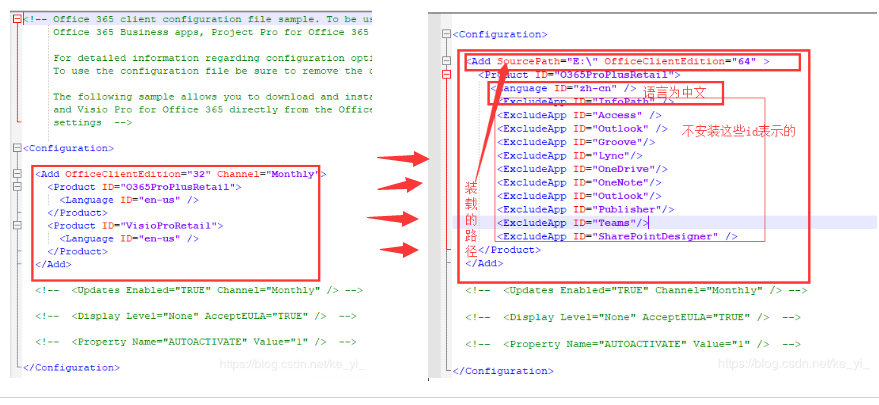 <!-- Office 365 client configuration file sample. To be us
Office 365 Business apps, Project Pro for Office 365
For detailed information regarding configuration opti
To use the configuration file be sure to remove the c
The following sample allows you to download and insta
and Visio Pro for Office 365 directly from the Office
settings -->
<Configuration>
<Add OfficeClientEdition="32" Channel="Monthly">
<Product ID="O365ProPlusRetail">
<Language ID="en-us" />
</Product>
<Product ID="VisioProRetail">
<Language ID="en-us" />
</Product>
</Add>
<!-- <Updates Enabled="TRUE" Channel="Monthly" /> -->
<!-- <Display Level="None" AcceptEULA="TRUE" /> -->
<!-- <Property Name="AUTOACTIVATE" Value="1" /> -->
</Configuration>
https://blog.csdn.net/ke_yi_
<Configuration>
<Add SourcePath="E:\" OfficeClientEdition="64" >
<Product ID="O365ProPlusRetail">
<Language ID="zh-cn" /> 语言为中文
<ExcludeApp ID="InfoPath" />
<ExcludeApp ID="Access" />
<ExcludeApp ID="Outlook" /> 不安装这些id表示的
<ExcludeApp ID="Groove"/>
<ExcludeApp ID="Lync"/>
<ExcludeApp ID="OneDrive"/>
<ExcludeApp ID="OneNote"/>
<ExcludeApp ID="Outlook"/>
<ExcludeApp ID="Publisher"/>
<ExcludeApp ID="Teams"/>
<ExcludeApp ID="SharePointDesigner" />
</Product>
</Add>
装载的路径
<!-- <Updates Enabled="TRUE" Channel="Monthly" /> -->
<!-- <Display Level="None" AcceptEULA="TRUE" /> -->
<!-- <Property Name="AUTOACTIVATE" Value="1" /> -->
</Configuration>
https://blog.csdn.net/ke_yi_